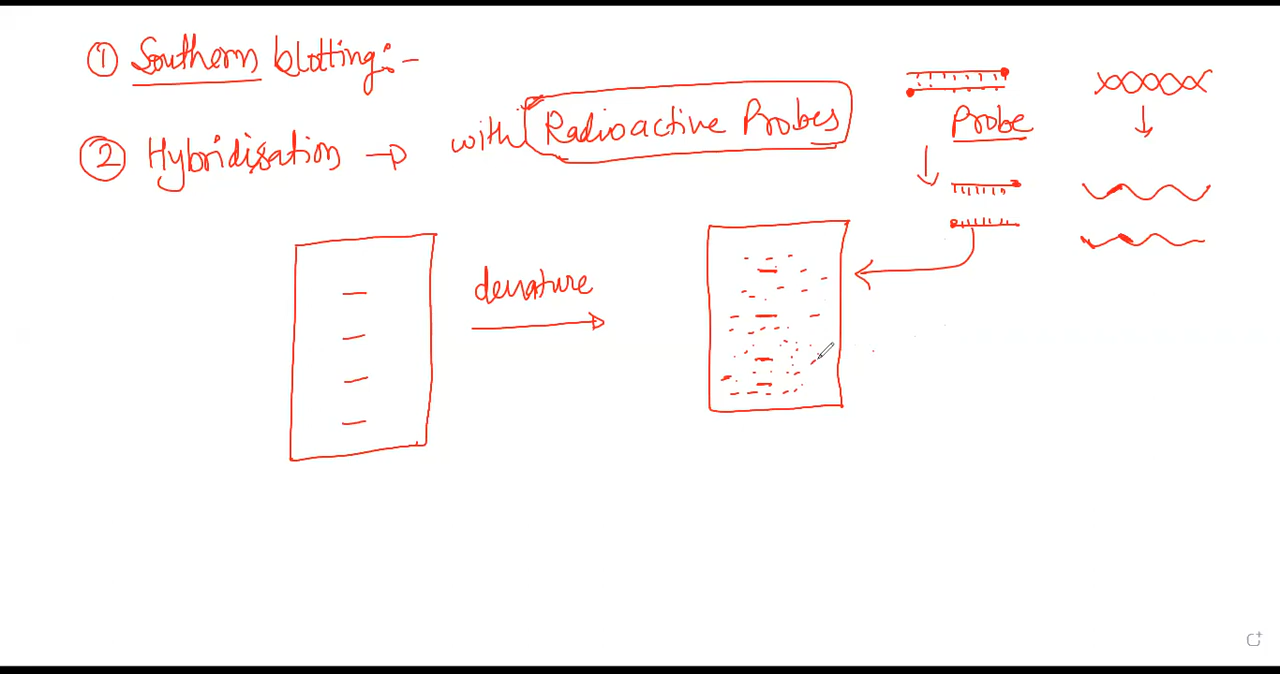 ① Southern blotting:-
② Hybridisation → with Radioactive Probes
Probe
denature